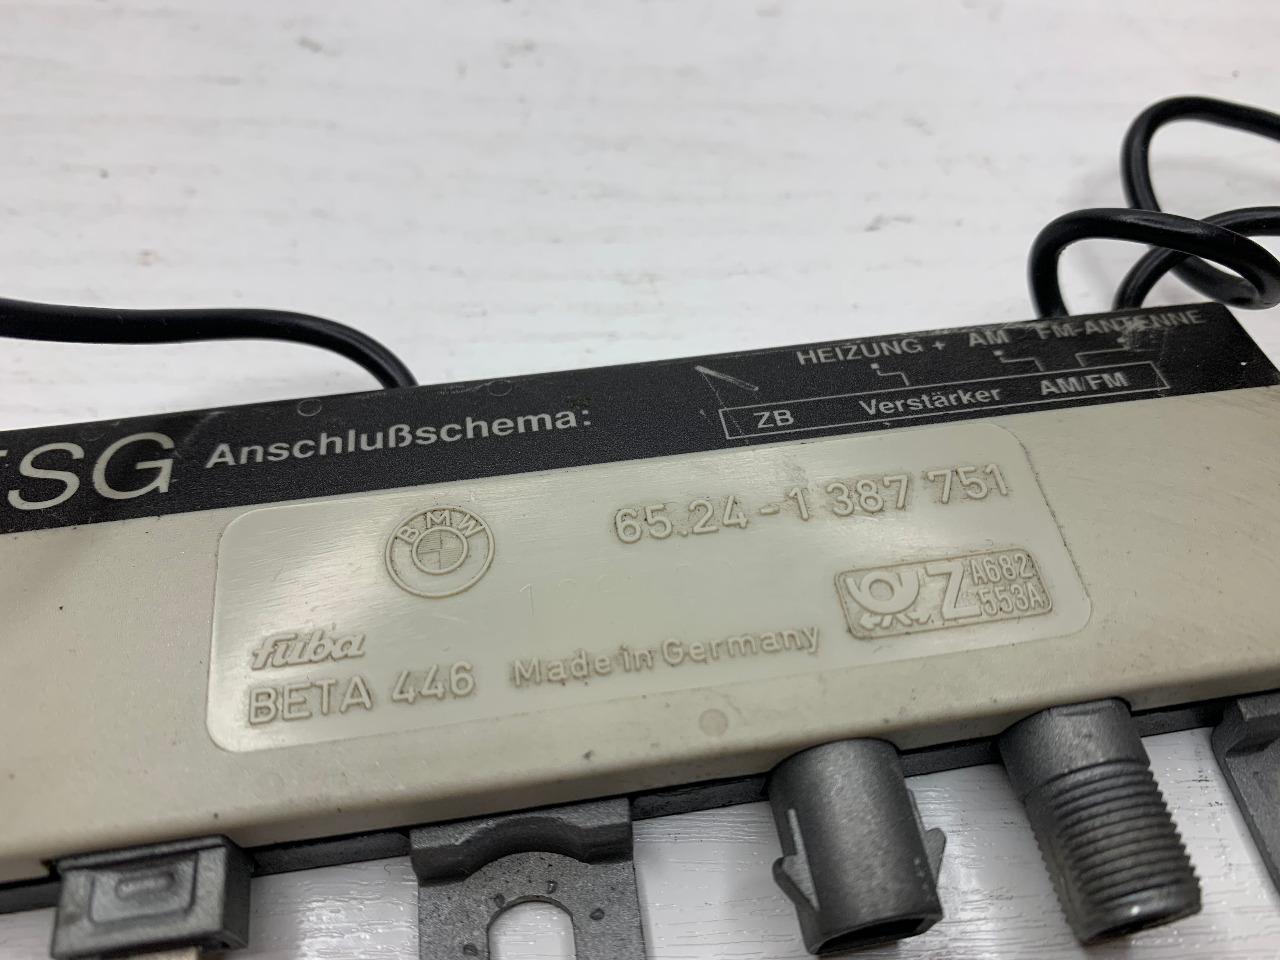 HEIZUNG + AM FM-ANTENNE
SG Anschlußschema:
ZB Verstärker AM/FM
BMW
65.24-1 387 751
Z A682
553A
fuba
BETA 446 Made in Germany